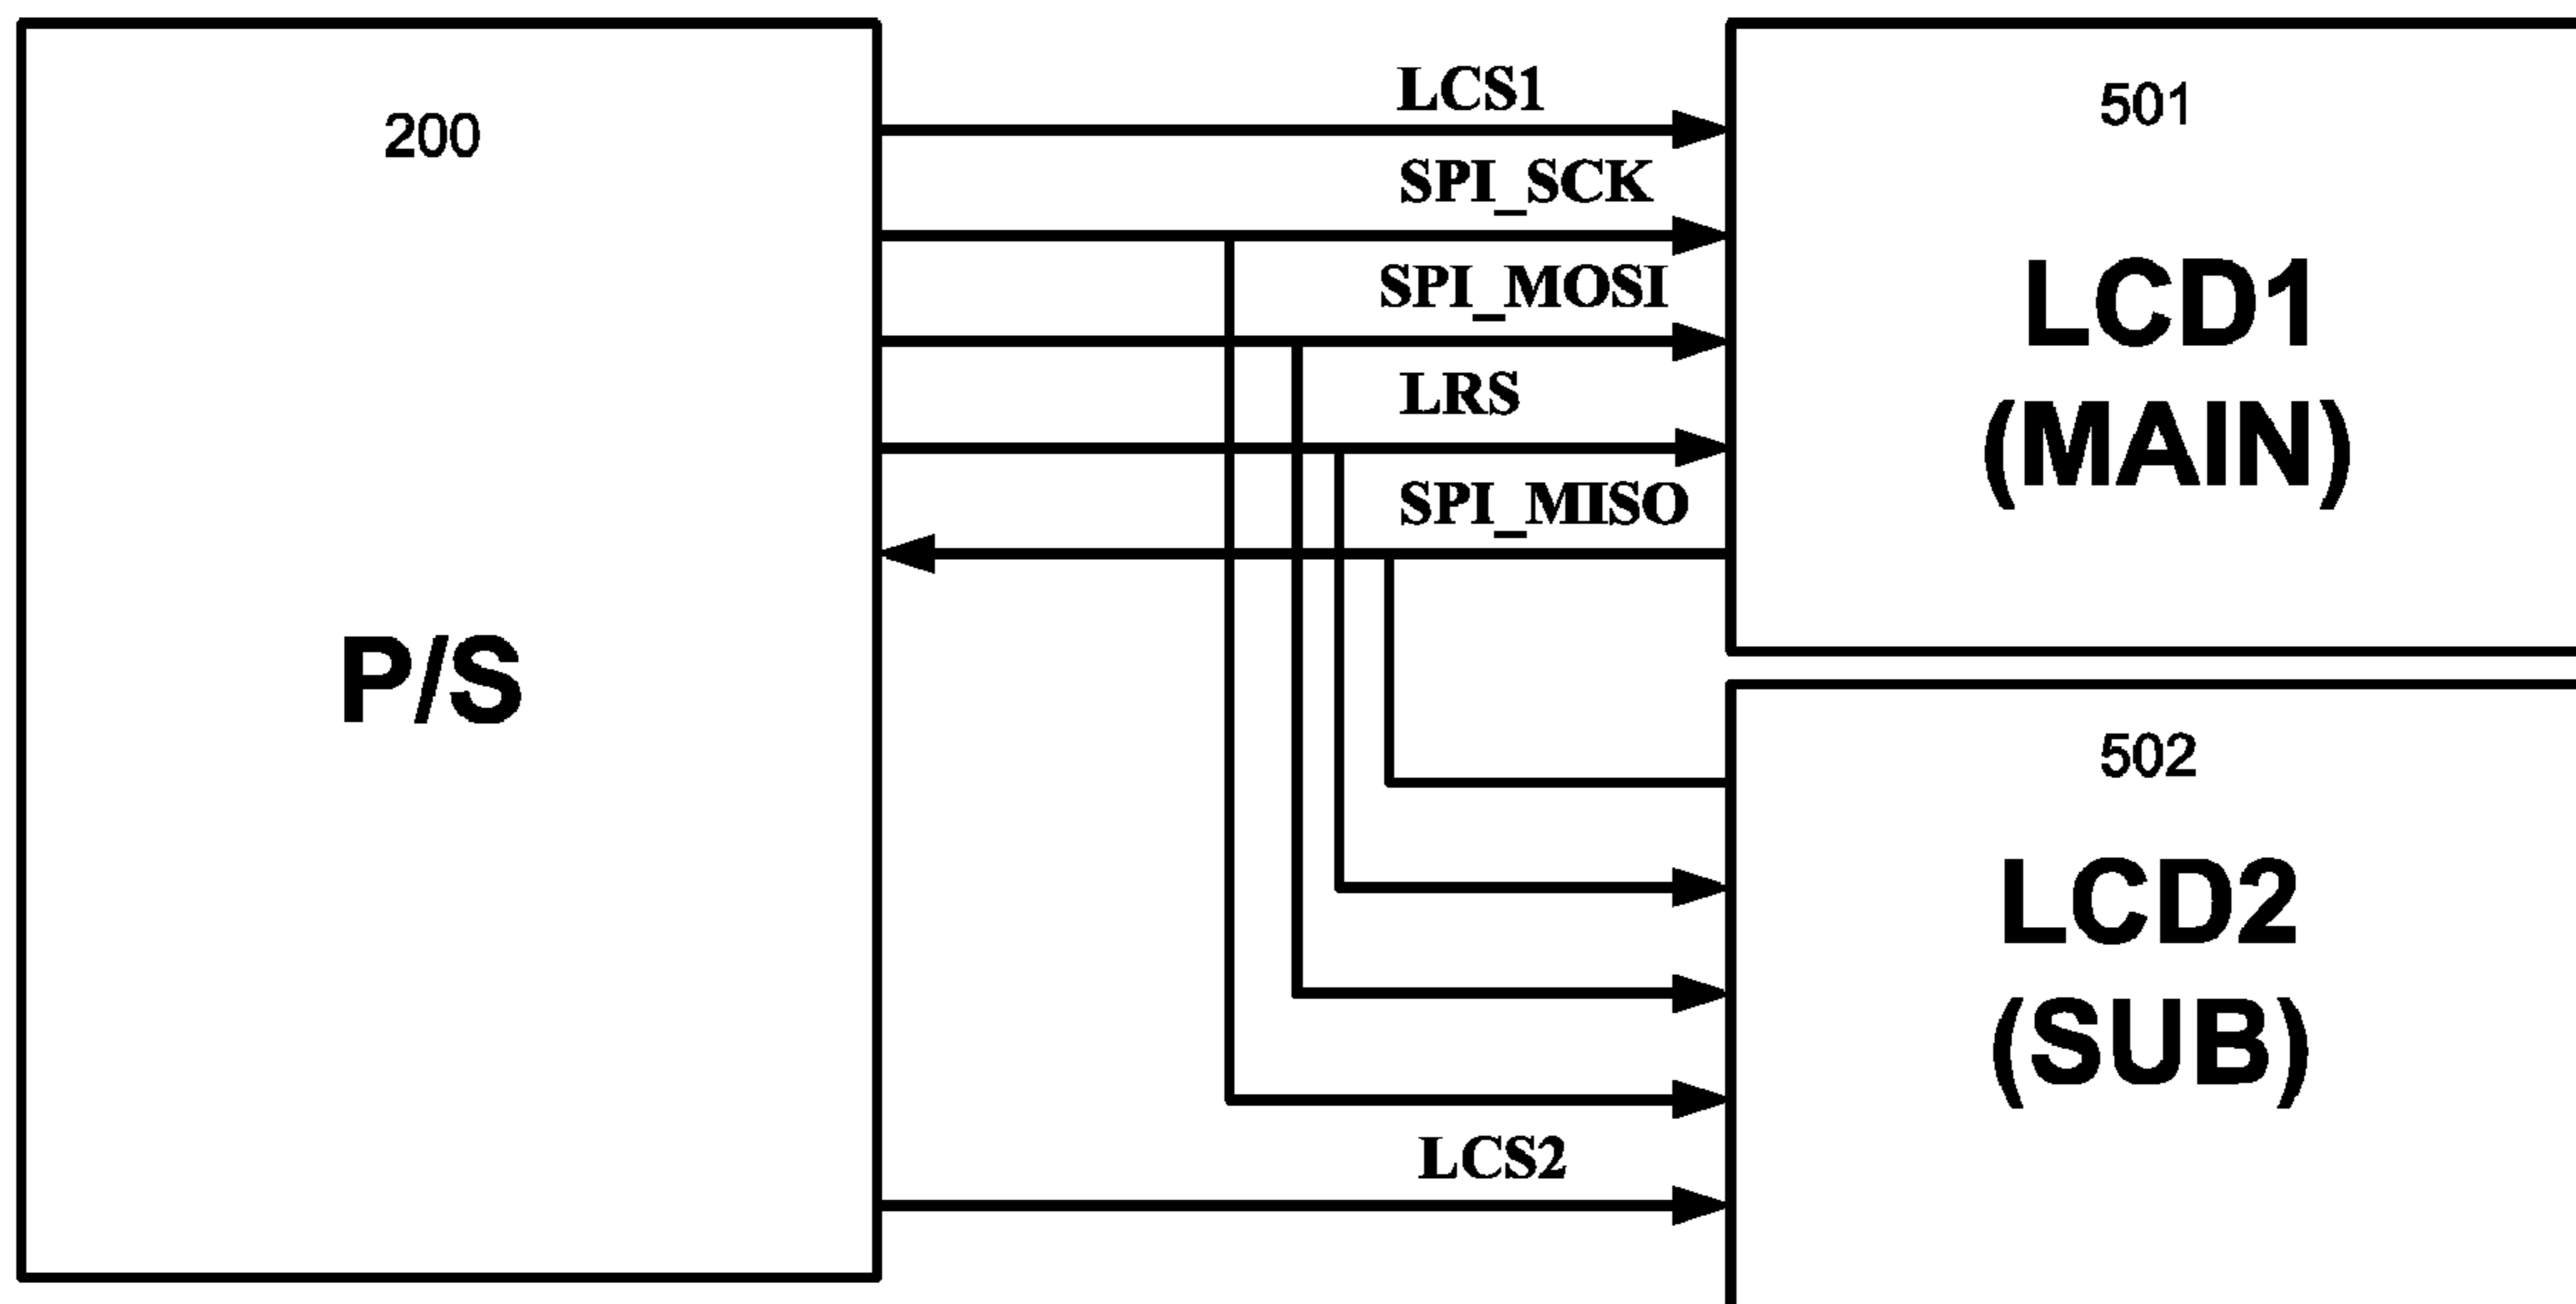 200
P/S
LCS1
SPI_SCK
SPI_MOSI
LRS
SPI_MISO
LCS2
501
LCD1
(MAIN)
502
LCD2
(SUB)